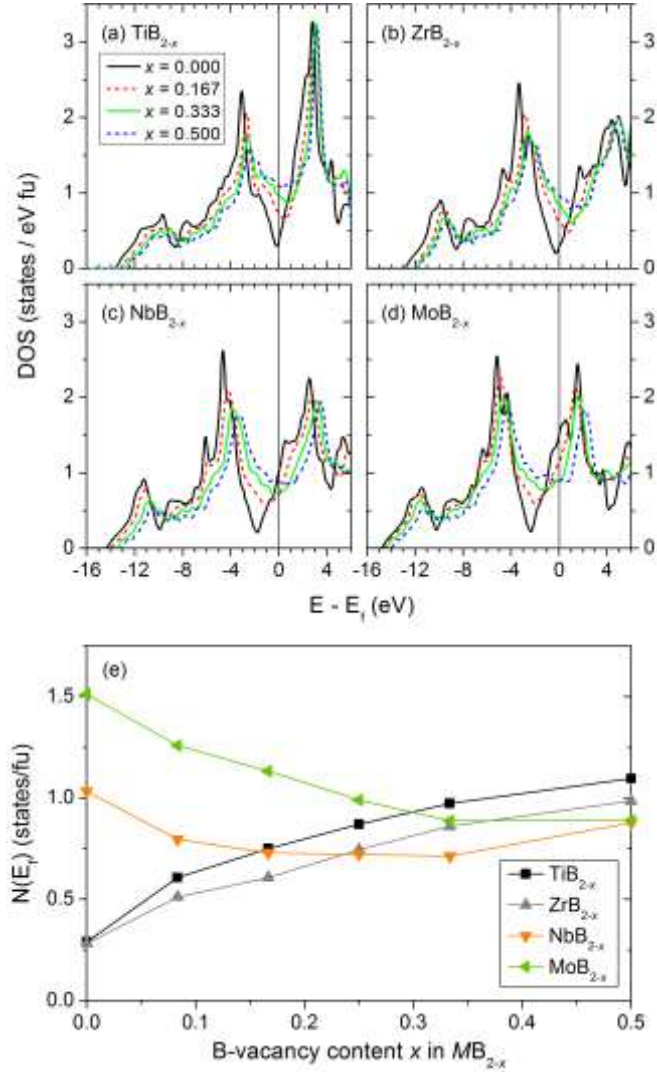 (a) TiB2-x
(b) ZrB2-x
x = 0.000
x = 0.167
x = 0.333
x = 0.500
3
2
1
0
3
2
1
0
DOS (states / eV fu)
(c) NbB2-x
(d) MoB2-x
3
2
1
0
3
2
1
0
-16 -12 -8 -4 0 4
-12 -8 -4 0 4
E - Ef (eV)
(e)
1.5
1.0
0.5
0.0
N(Ef) (states/fu)
TiB2-x
ZrB2-x
NbB2-x
MoB2-x
0.0 0.1 0.2 0.3 0.4 0.5
B-vacancy content x in MB2-x